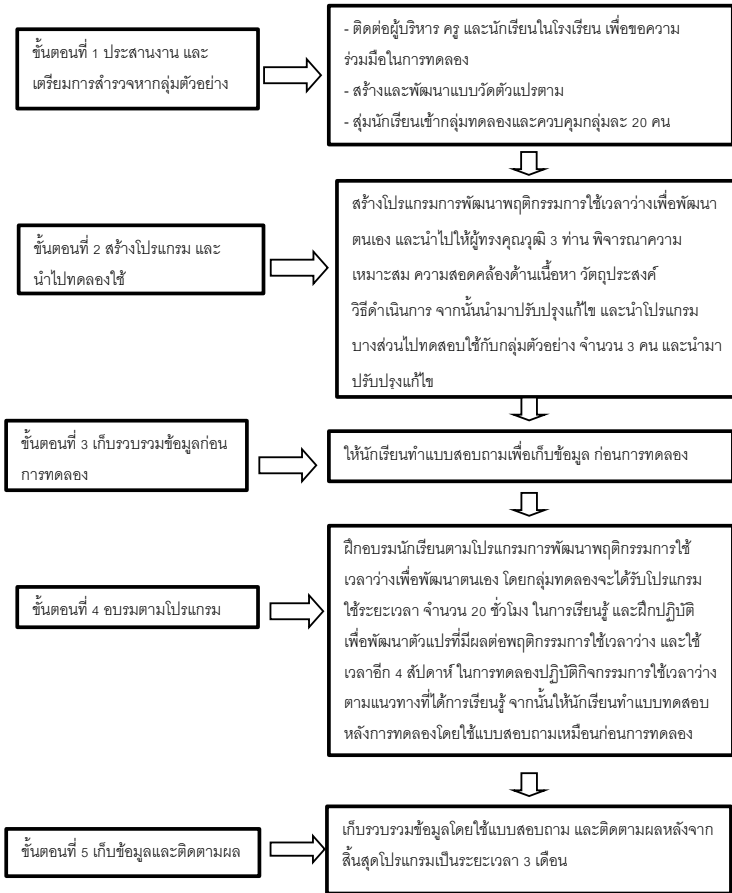 ขั้นตอนที่ 1 ประสานงาน และ
เตรียมการสำรวจหากลุ่มตัวอย่าง
- ติดต่อผู้บริหาร ครู และนักเรียนในโรงเรียน เพื่อขอความ
ร่วมมือในการทดลอง
- สร้างและพัฒนาแบบวัดตัวแปรตาม
- สุ่มนักเรียนเข้ากลุ่มทดลองและควบคุมกลุ่มละ 20 คน
ขั้นตอนที่ 2 สร้างโปรแกรม และ
นำไปทดลองใช้
สร้างโปรแกรมการพัฒนาพฤติกรรมการใช้เวลาว่างเพื่อพัฒนา
ตนเอง และนำไปให้ผู้ทรงคุณวุฒิ 3 ท่าน พิจารณาความ
เหมาะสม ความสอดคล้องด้านเนื้อหา วัตถุประสงค์
วิธีดำเนินการ จากนั้นนำมาปรับปรุงแก้ไข และนำโปรแกรม
บางส่วนไปทดสอบใช้กับกลุ่มตัวอย่าง จำนวน 3 คน และนำมา
ปรับปรุงแก้ไข
ขั้นตอนที่ 3 เก็บรวบรวมข้อมูลก่อน
การทดลอง
ให้นักเรียนทำแบบสอบถามเพื่อเก็บข้อมูล ก่อนการทดลอง
ขั้นตอนที่ 4 อบรมตามโปรแกรม
ฝึกอบรมนักเรียนตามโปรแกรมการพัฒนาพฤติกรรมการใช้
เวลาว่างเพื่อพัฒนาตนเอง โดยกลุ่มทดลองจะได้รับโปรแกรม
ใช้ระยะเวลา จำนวน 20 ชั่วโมง ในการเรียนรู้ และฝึกปฏิบัติ
เพื่อพัฒนาตัวแปรที่มีผลต่อพฤติกรรมการใช้เวลาว่าง และใช้
เวลาอีก 4 สัปดาห์ ในการทดลองปฏิบัติกิจกรรมการใช้เวลาว่าง
ตามแนวทางที่ได้การเรียนรู้ จากนั้นให้นักเรียนทำแบบทดสอบ
หลังการทดลองโดยใช้แบบสอบถามเหมือนก่อนการทดลอง
ขั้นตอนที่ 5 เก็บข้อมูลและติดตามผล
เก็บรวบรวมข้อมูลโดยใช้แบบสอบถาม และติดตามผลหลังจาก
สิ้นสุดโปรแกรมเป็นระยะเวลา 3 เดือน